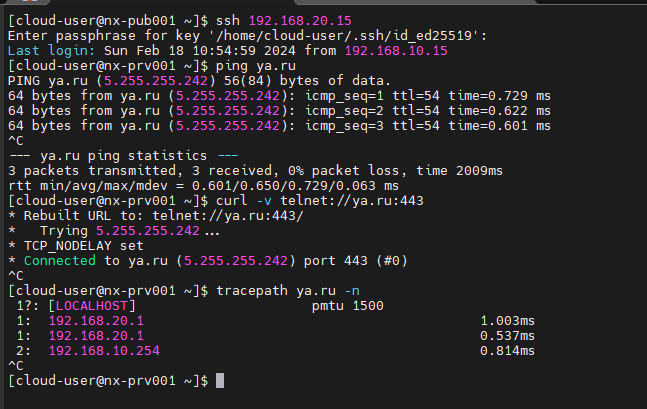 [cloud-user@nx-pub001 ~]$ ssh 192.168.20.15
Enter passphrase for key '/home/cloud-user/.ssh/id_ed25519':
Last login: Sun Feb 18 10:54:59 2024 from 192.168.10.15
[cloud-user@nx-prv001 ~]$ ping ya.ru
PING ya.ru (5.255.255.242) 56(84) bytes of data.
64 bytes from ya.ru (5.255.255.242): icmp_seq=1 ttl=54 time=0.729 ms
64 bytes from ya.ru (5.255.255.242): icmp_seq=2 ttl=54 time=0.622 ms
64 bytes from ya.ru (5.255.255.242): icmp_seq=3 ttl=54 time=0.601 ms
^C
--- ya.ru ping statistics ---
3 packets transmitted, 3 received, 0% packet loss, time 2009ms
rtt min/avg/max/mdev = 0.601/0.650/0.729/0.063 ms
[cloud-user@nx-prv001 ~]$ curl -v telnet://ya.ru:443
* Rebuilt URL to: telnet://ya.ru:443/
*   Trying 5.255.255.242...
* TCP_NODELAY set
* Connected to ya.ru (5.255.255.242) port 443 (#0)
^C
[cloud-user@nx-prv001 ~]$ tracepath ya.ru -n
 1?: [LOCALHOST]                      pmtu 1500
 1:  192.168.20.1                                          1.003ms
 1:  192.168.20.1                                          0.537ms
 2:  192.168.10.254                                        0.814ms
^C
[cloud-user@nx-prv001 ~]$